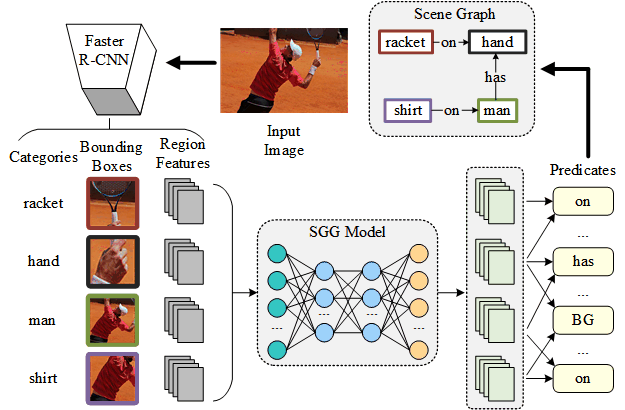 Faster
R-CNN
Input
Image
Scene Graph
racket on hand
has
shirt on man
Categories
Bounding
Boxes
Region
Features
racket
hand
man
shirt
SGG Model
...
...
...
...
Predicates
on
...
has
BG
...
on